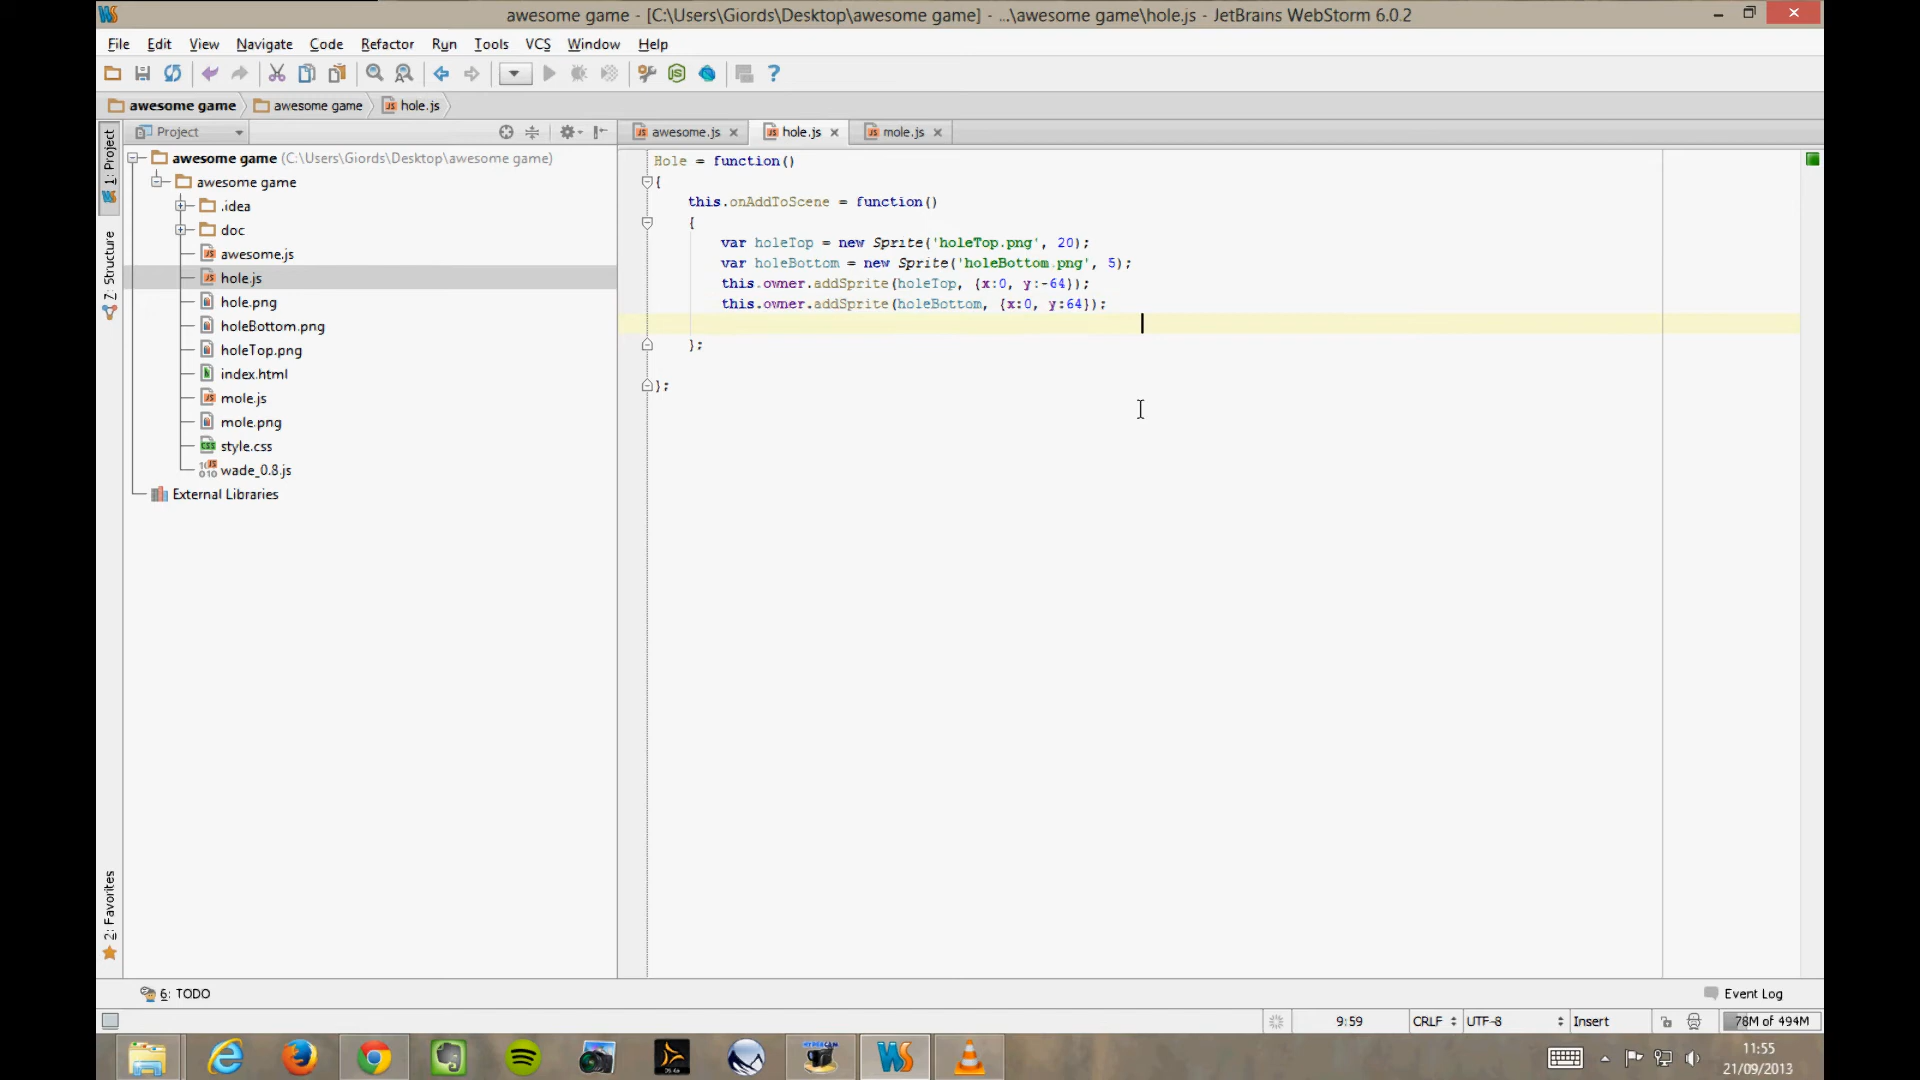 awesome game - [C:\Users\Giords\Desktop\awesome game] - ...\awesome game\hole.js - JetBrains WebStorm 6.0.2
File Edit View Navigate Code Refactor Run Tools VCS Window Help
awesome game awesome game hole.js
Project
awesome.js hole.js mole.js
1: Project
Z: Structure
2: Favorites
awesome game (C:\Users\Giords\Desktop\awesome game)
awesome game
.idea
doc
awesome.js
hole.js
hole.png
holeBottom.png
holeTop.png
index.html
mole.js
mole.png
style.css
wade_0.8.js
External Libraries
Hole = function()
{
this.onAddToScene = function()
{
var holeTop = new Sprite('holeTop.png', 20);
var holeBottom = new Sprite('holeBottom.png', 5);
this.owner.addSprite(holeTop, {x:0, y:-64});
this.owner.addSprite(holeBottom, {x:0, y:64});
};
};
6: TODO
Event Log
9:59 CRLF UTF-8 Insert 78M of 494M
11:55
21/09/2013